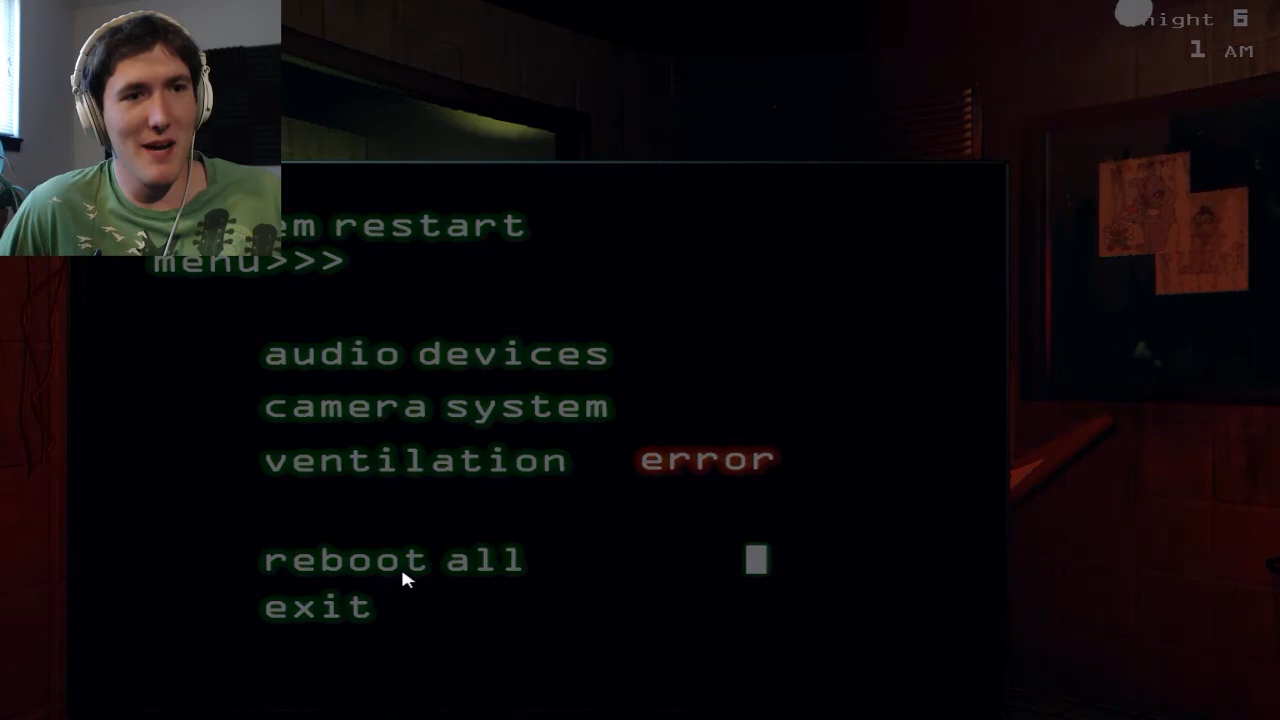 night 6
1 AM
em restart
menu>>>
audio devices
camera system
ventilation error
reboot all
exit